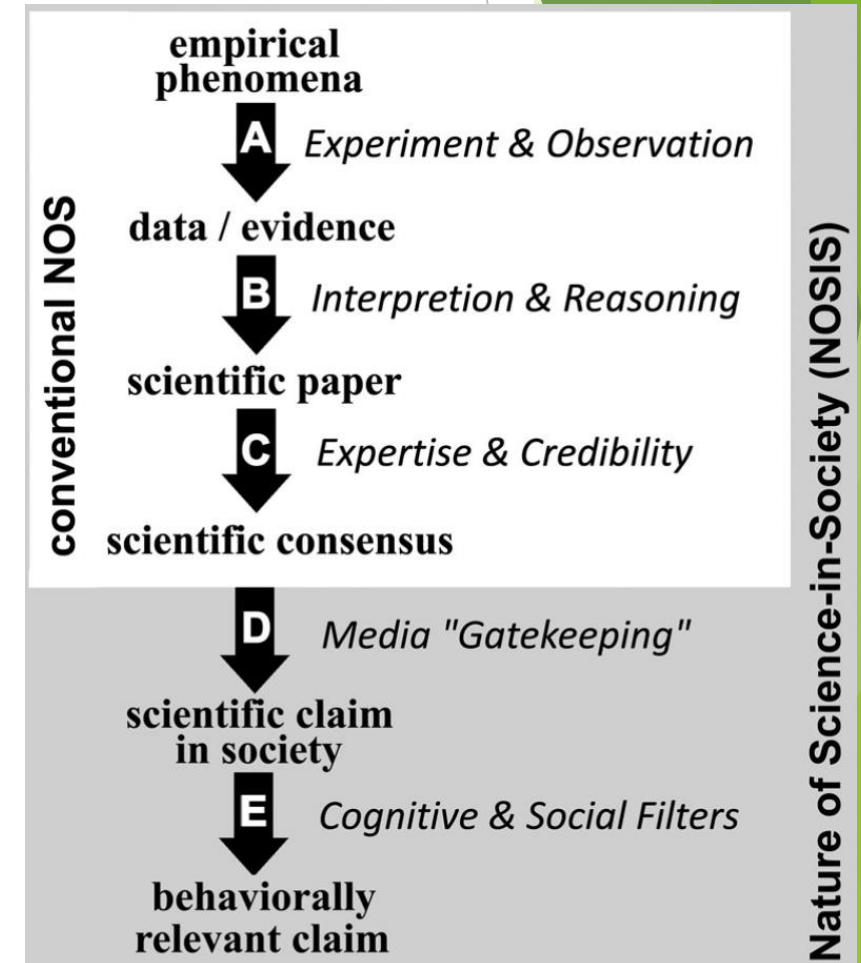 empirical
phenomena
A Experiment & Observation
data / evidence
B Interpretion & Reasoning
scientific paper
C Expertise & Credibility
scientific consensus
D Media "Gatekeeping"
scientific claim
in society
E Cognitive & Social Filters
behaviorally
relevant claim
conventional NOS
Nature of Science-in-Society (NOSIS)